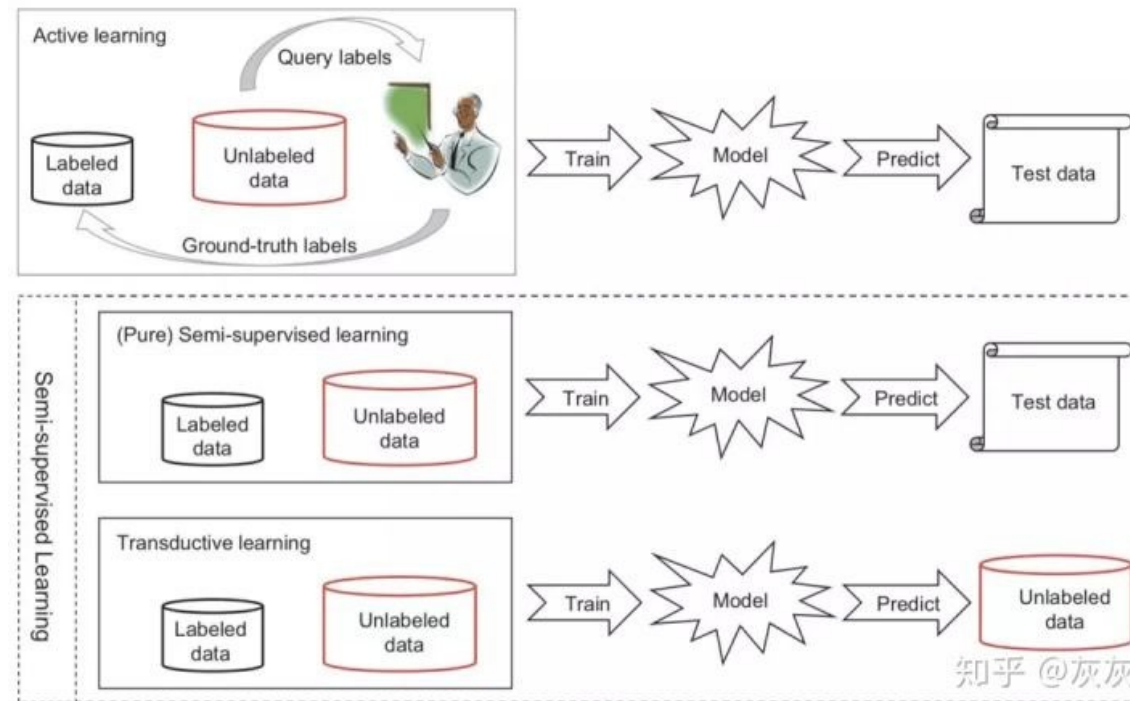 Active learning
Query labels
Labeled
data
Unlabeled
data
Ground-truth labels
Train
Model
Predict
Test data
Semi-supervised Learning
(Pure) Semi-supervised learning
Labeled
data
Unlabeled
data
Train
Model
Predict
Test data
Transductive learning
Labeled
data
Unlabeled
data
Train
Model
Predict
Unlabeled
data
知乎 @灰灰